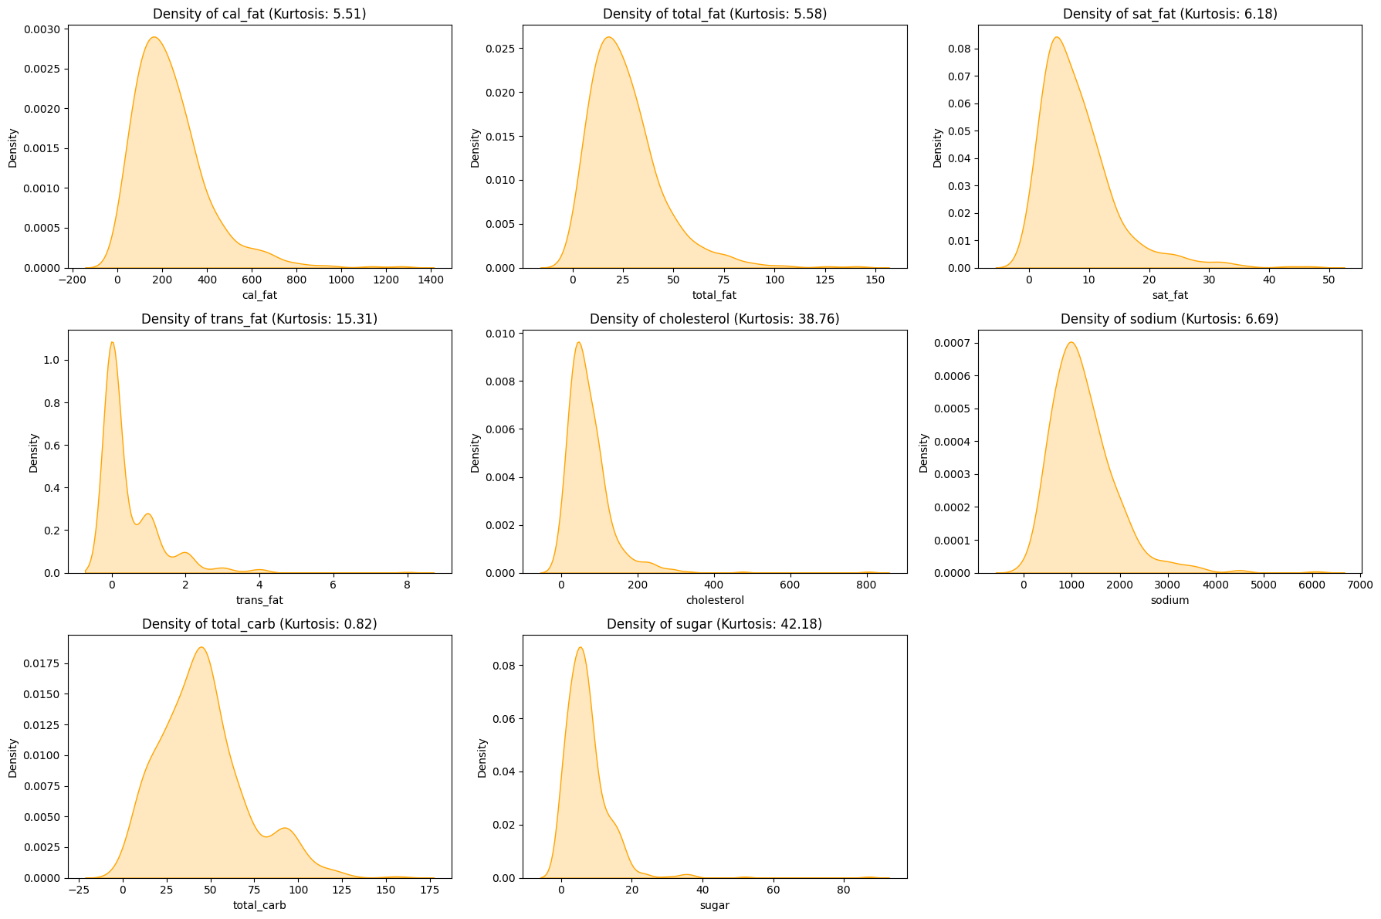 Density of cal_fat (Kurtosis: 5.51)
0.0030
0.0025
0.0020
0.0015
0.0010
0.0005
0.0000
Density
−200 0 200 400 600 800 1000 1200 1400
cal_fat
Density of total_fat (Kurtosis: 5.58)
0.025
0.020
0.015
0.010
0.005
0.000
Density
0 25 50 75 100 125 150
total_fat
Density of sat_fat (Kurtosis: 6.18)
0.08
0.07
0.06
0.05
0.04
0.03
0.02
0.01
0.00
Density
0 10 20 30 40 50
sat_fat
Density of trans_fat (Kurtosis: 15.31)
1.0
0.8
0.6
0.4
0.2
0.0
Density
0 2 4 6 8
trans_fat
Density of cholesterol (Kurtosis: 38.76)
0.010
0.008
0.006
0.004
0.002
0.000
Density
0 200 400 600 800
cholesterol
Density of sodium (Kurtosis: 6.69)
0.0007
0.0006
0.0005
0.0004
0.0003
0.0002
0.0001
0.0000
Density
0 1000 2000 3000 4000 5000 6000 7000
sodium
Density of total_carb (Kurtosis: 0.82)
0.0175
0.0150
0.0125
0.0100
0.0075
0.0050
0.0025
0.0000
Density
−25 0 25 50 75 100 125 150 175
total_carb
Density of sugar (Kurtosis: 42.18)
0.08
0.06
0.04
0.02
0.00
Density
0 20 40 60 80
sugar